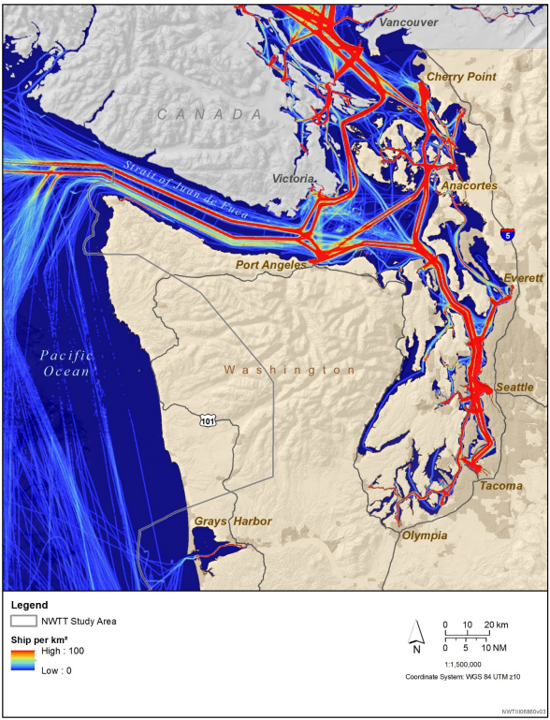 Vancouver
Cherry Point
CANADA
Strait of Juan de Fuca
Victoria
Anacortes
5
Port Angeles
Everett
Pacific
Ocean
Washington
Seattle
101
Tacoma
Grays Harbor
Olympia
Legend
NWTT Study Area
Ship per km²
High : 100
Low : 0
N
0 10 20 km
0 5 10 NM
1:1,500,000
Coordinate System: WGS 84 UTM z10
NWTIII06860v03